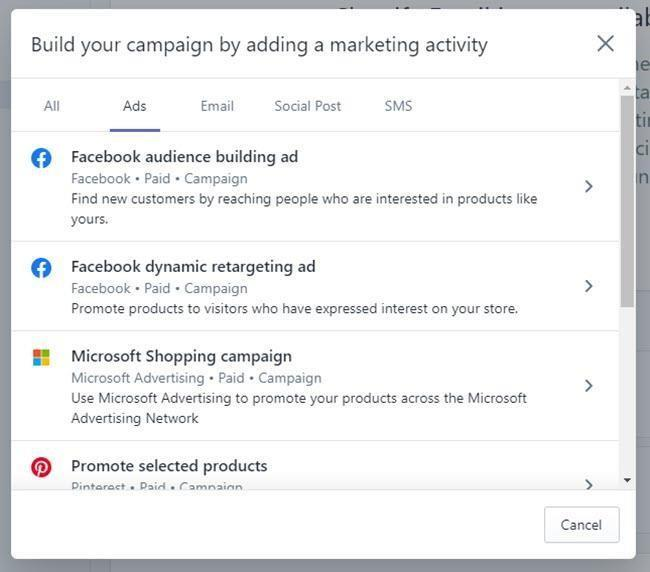 Build your campaign by adding a marketing activity
All Ads Email Social Post SMS
Facebook audience building ad
Facebook • Paid • Campaign
Find new customers by reaching people who are interested in products like
yours.
Facebook dynamic retargeting ad
Facebook • Paid • Campaign
Promote products to visitors who have expressed interest on your store.
Microsoft Shopping campaign
Microsoft Advertising • Paid • Campaign
Use Microsoft Advertising to promote your products across the Microsoft
Advertising Network
Promote selected products
Pinterest • Paid • Campaign
Cancel